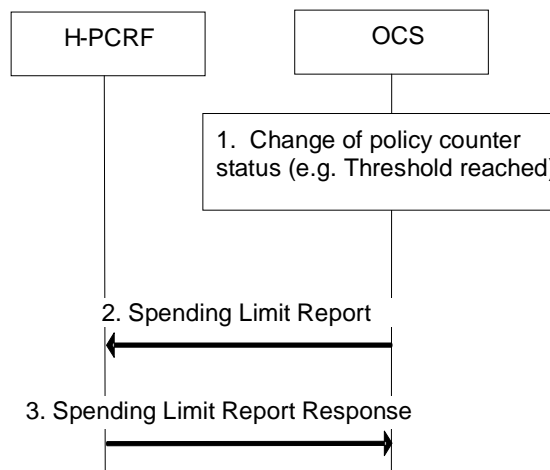 H-PCRF
OCS
1. Change of policy counter
status (e.g. Threshold reached)
2. Spending Limit Report
3. Spending Limit Report Response